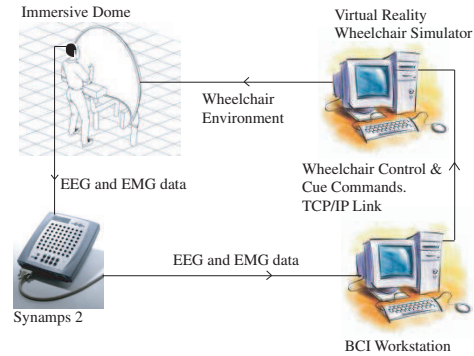 Immersive Dome
Virtual Reality
Wheelchair Simulator
Wheelchair
Environment
EEG and EMG data
Wheelchair Control &
Cue Commands.
TCP/IP Link
EEG and EMG data
Synamps 2
BCI Workstation